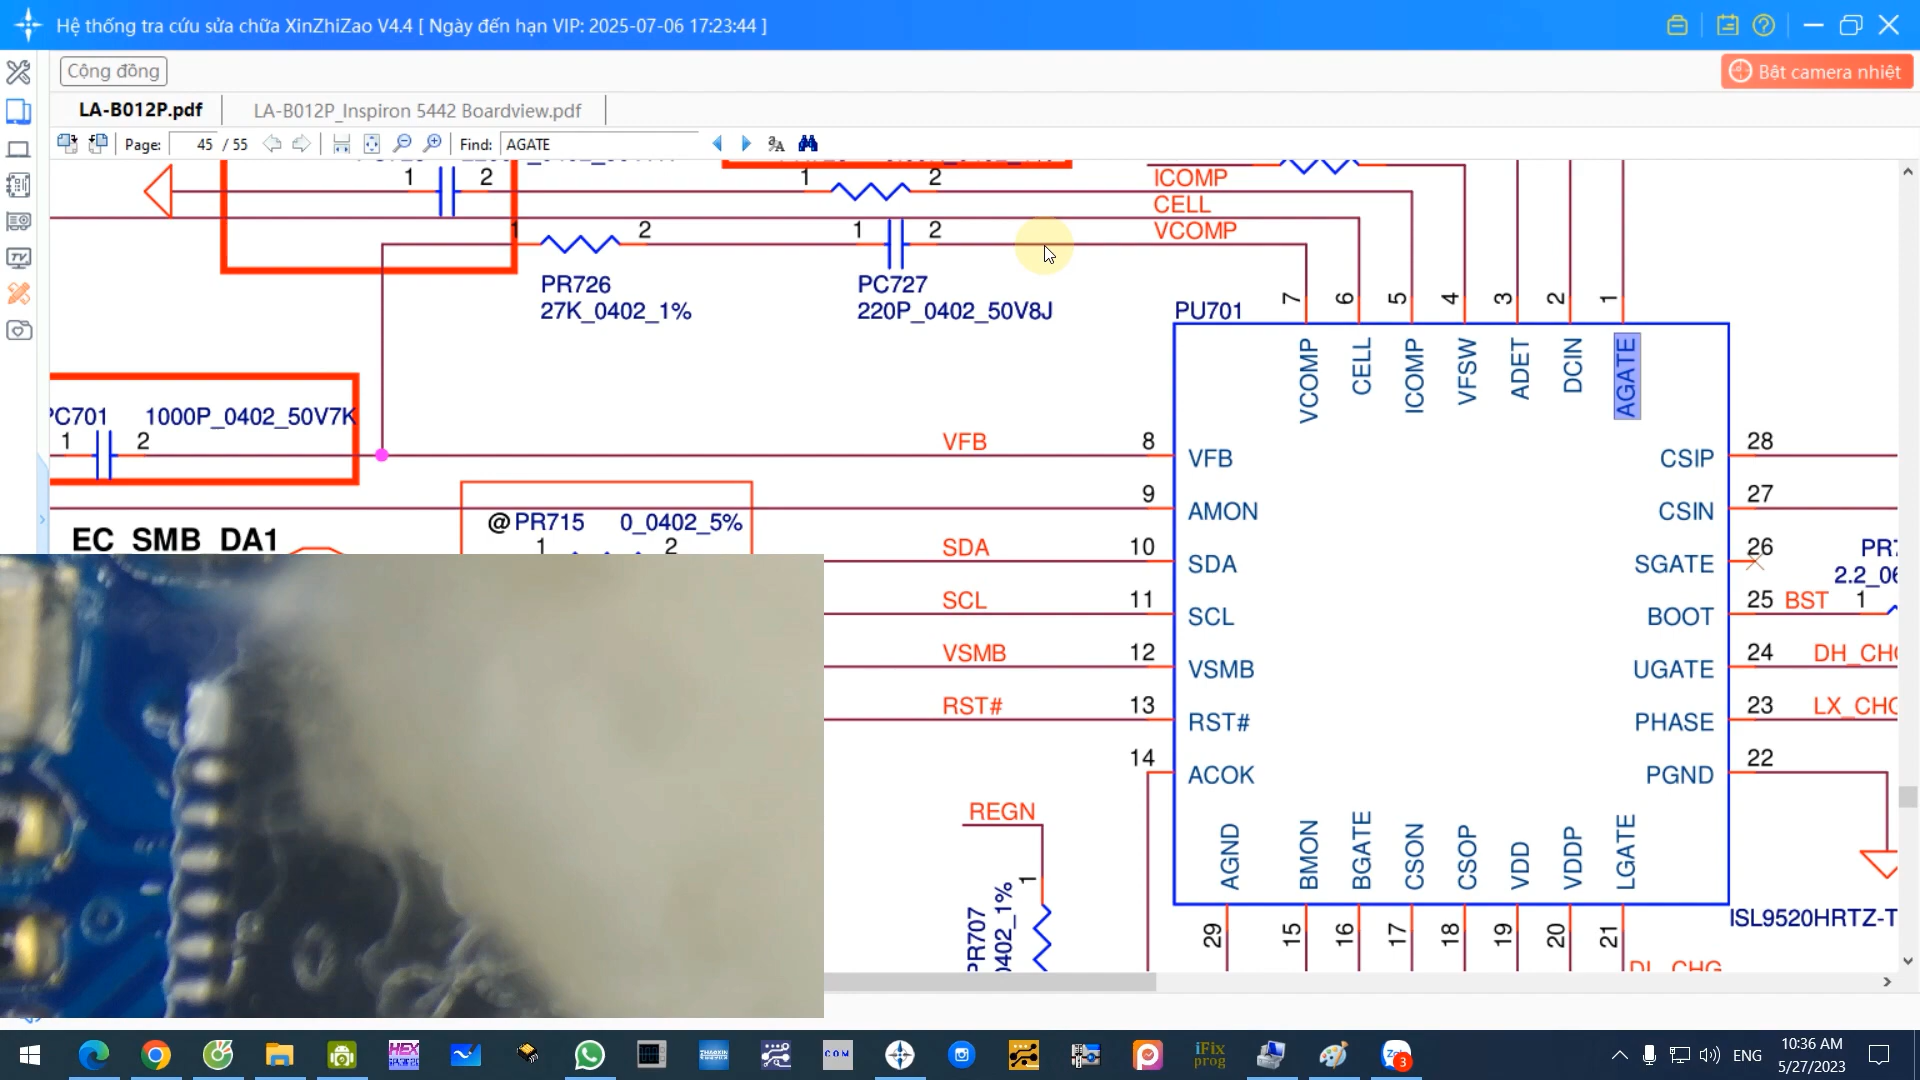 Hệ thống tra cứu sửa chữa XinZhiZao V4.4 [ Ngày đến hạn VIP: 2025-07-06 17:23:44 ]
Cộng đồng
Bật camera nhiệt
LA-B012P.pdf LA-B012P_Inspiron 5442 Boardview.pdf
Page: 45 / 55 Find: AGATE
1 2 1 2 ICOMP
CELL
1 2 1 2 VCOMP
PR726 PC727
27K_0402_1% 220P_0402_50V8J
PU701 7 6 5 4 3 2 1
VCOMP CELL ICOMP VFSW ADET DCIN AGATE
PC701 1000P_0402_50V7K
1 2
VFB 8 VFB CSIP 28
9 AMON CSIN 27
EC_SMB_DA1 @PR715 0_0402_5%
1 2
SDA 10 SDA SGATE 26
SCL 11 SCL BOOT 25 BST 1
VSMB 12 VSMB UGATE 24
RST# 13 RST# PHASE 23
14 ACOK PGND 22
REGN
AGND BMON BGATE CSON CSOP VDD VDDP LGATE
1
PR707
29 15 16 17 18 19 20 21
ISL9520HRTZ-T
DL_CHG
HEX
COM
iFix prog
3
ENG
10:36 AM
5/27/2023